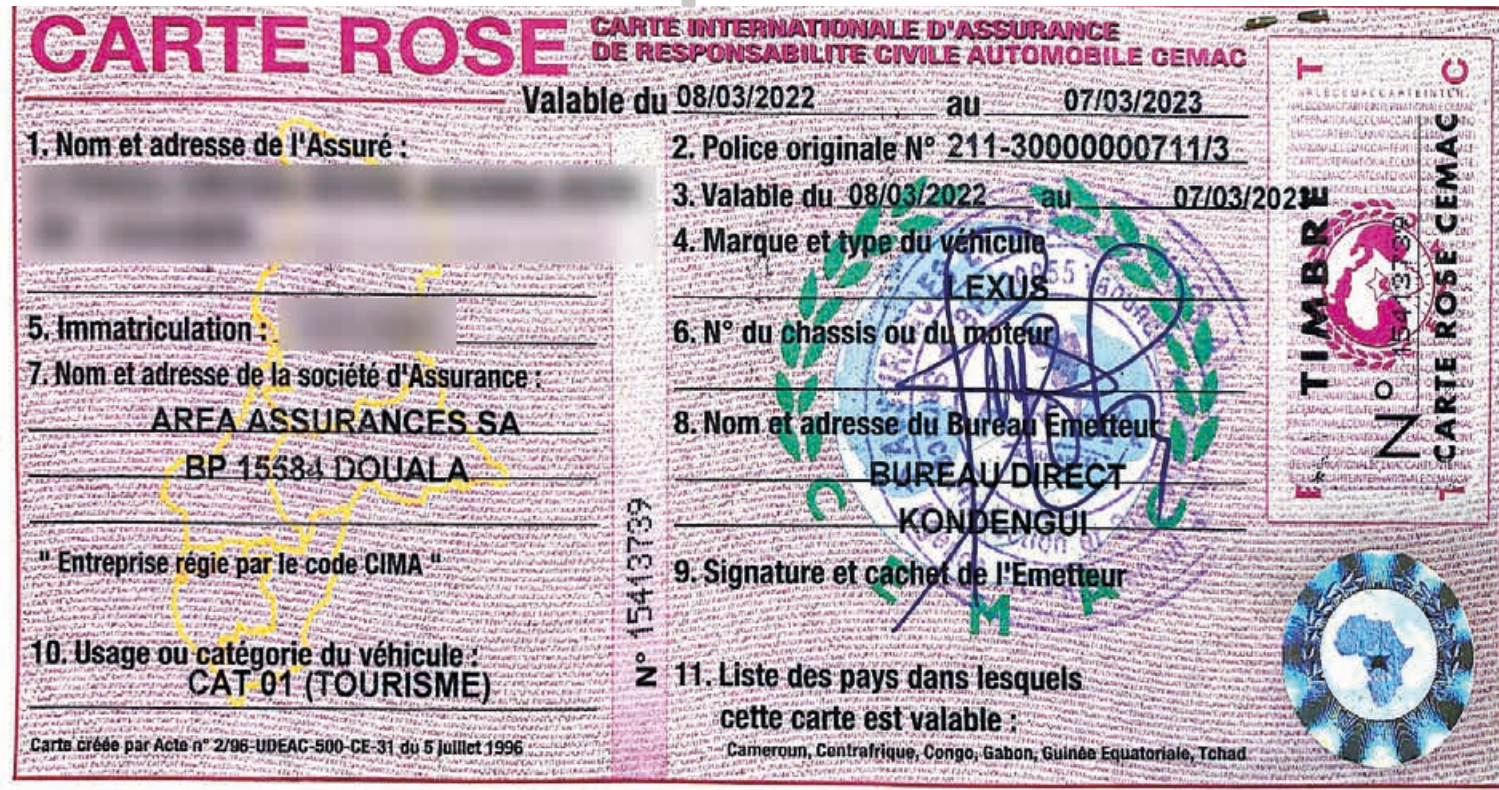 CARTE ROSE
CARTE INTERNATIONALE D'ASSURANCE
DE RESPONSABILITE CIVILE AUTOMOBILE CEMAC
Valable du 08/03/2022 au 07/03/2023
1. Nom et adresse de l'Assuré :
5. Immatriculation :
7. Nom et adresse de la société d'Assurance :
AREA ASSURANCES SA
BP 15584 DOUALA
" Entreprise régie par le code CIMA "
10. Usage ou catégorie du véhicule :
CAT 01 (TOURISME)
Carte créée par Acte n° 2/96-UDEAC-500-CE-31 du 5 juillet 1996
N° 15413739
2. Police originale N° 211-30000000711/3
3. Valable du 08/03/2022 au 07/03/2023
4. Marque et type du véhicule
LEXUS
6. N° du chassis ou du moteur
8. Nom et adresse du Bureau Emetteur
BUREAU DIRECT
KONDENGUI
9. Signature et cachet de l'Emetteur
CEMAC
11. Liste des pays dans lesquels
cette carte est valable :
Cameroun, Centrafrique, Congo, Gabon, Guinée Equatoriale, Tchad
TIMBRE
N° 15413739
CARTE ROSE CEMAC